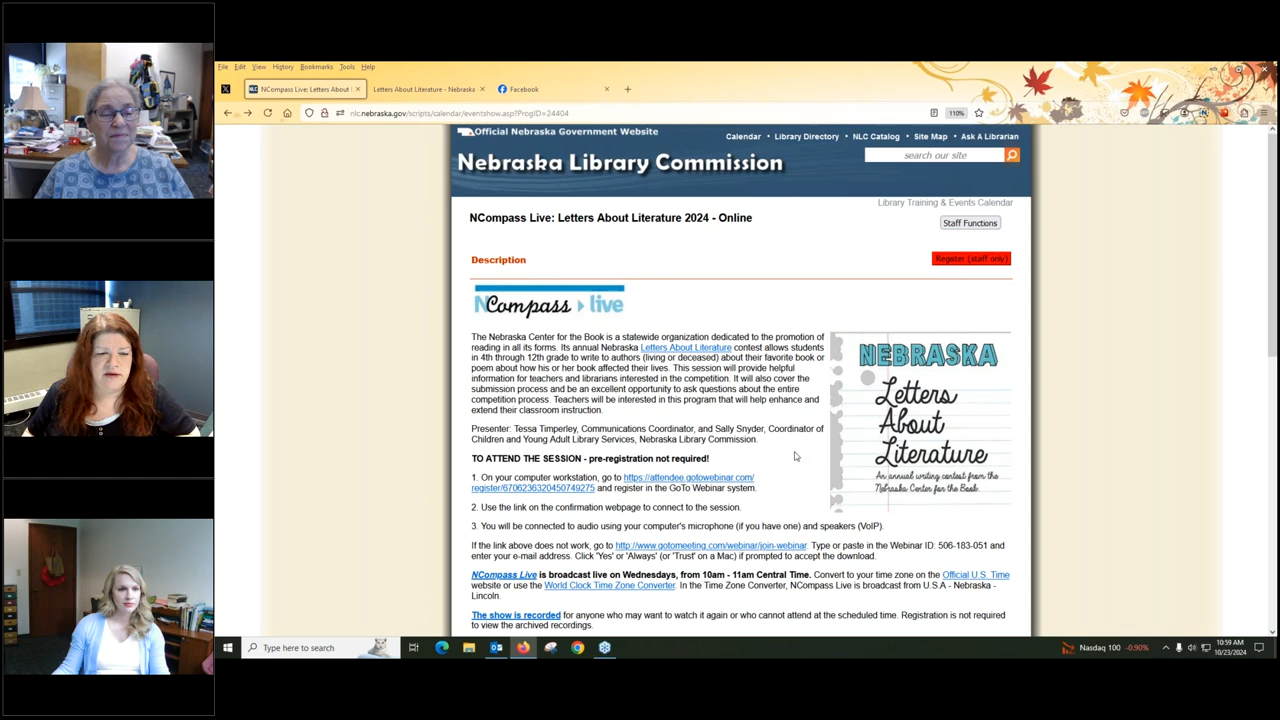 File Edit View History Bookmarks Tools Help
X NLC NCompass Live: Letters About L × Letters About Literature - Nebraska × Facebook × +
nlc.nebraska.gov/scripts/calendar/eventshow.asp?ProgID=24404 110%
Official Nebraska Government Website
Calendar • Library Directory • NLC Catalog • Site Map • Ask A Librarian
Nebraska Library Commission
search our site
Library Training & Events Calendar
NCompass Live: Letters About Literature 2024 - Online
Staff Functions
Description
Register (staff only)
NCompass live
The Nebraska Center for the Book is a statewide organization dedicated to the promotion of
reading in all its forms. Its annual Nebraska Letters About Literature contest allows students
in 4th through 12th grade to write to authors (living or deceased) about their favorite book or
poem about how his or her book affected their lives. This session will provide helpful
information for teachers and librarians interested in the competition. It will also cover the
submission process and be an excellent opportunity to ask questions about the entire
competition process. Teachers will be interested in this program that will help enhance and
extend their classroom instruction.
NEBRASKA
Letters
About
Literature
An annual writing contest from the
Nebraska Center for the Book
Presenter: Tessa Timperley, Communications Coordinator, and Sally Snyder, Coordinator of
Children and Young Adult Library Services, Nebraska Library Commission.
TO ATTEND THE SESSION - pre-registration not required!
1. On your computer workstation, go to https://attendee.gotowebinar.com/
register/6706236320450749275 and register in the GoTo Webinar system.
2. Use the link on the confirmation webpage to connect to the session.
3. You will be connected to audio using your computer's microphone (if you have one) and speakers (VoIP).
If the link above does not work, go to http://www.gotomeeting.com/webinar/join-webinar. Type or paste in the Webinar ID: 506-183-051 and
enter your e-mail address. Click 'Yes' or 'Always' (or 'Trust' on a Mac) if prompted to accept the download.
NCompass Live is broadcast live on Wednesdays, from 10am - 11am Central Time. Convert to your time zone on the Official U.S. Time
website or use the World Clock Time Zone Converter. In the Time Zone Converter, NCompass Live is broadcast from U.S.A - Nebraska -
Lincoln.
The show is recorded for anyone who may want to watch it again or who cannot attend at the scheduled time. Registration is not required
to view the archived recordings.
Type here to search
Nasdaq 100 -0.90%
10:59 AM
10/23/2024